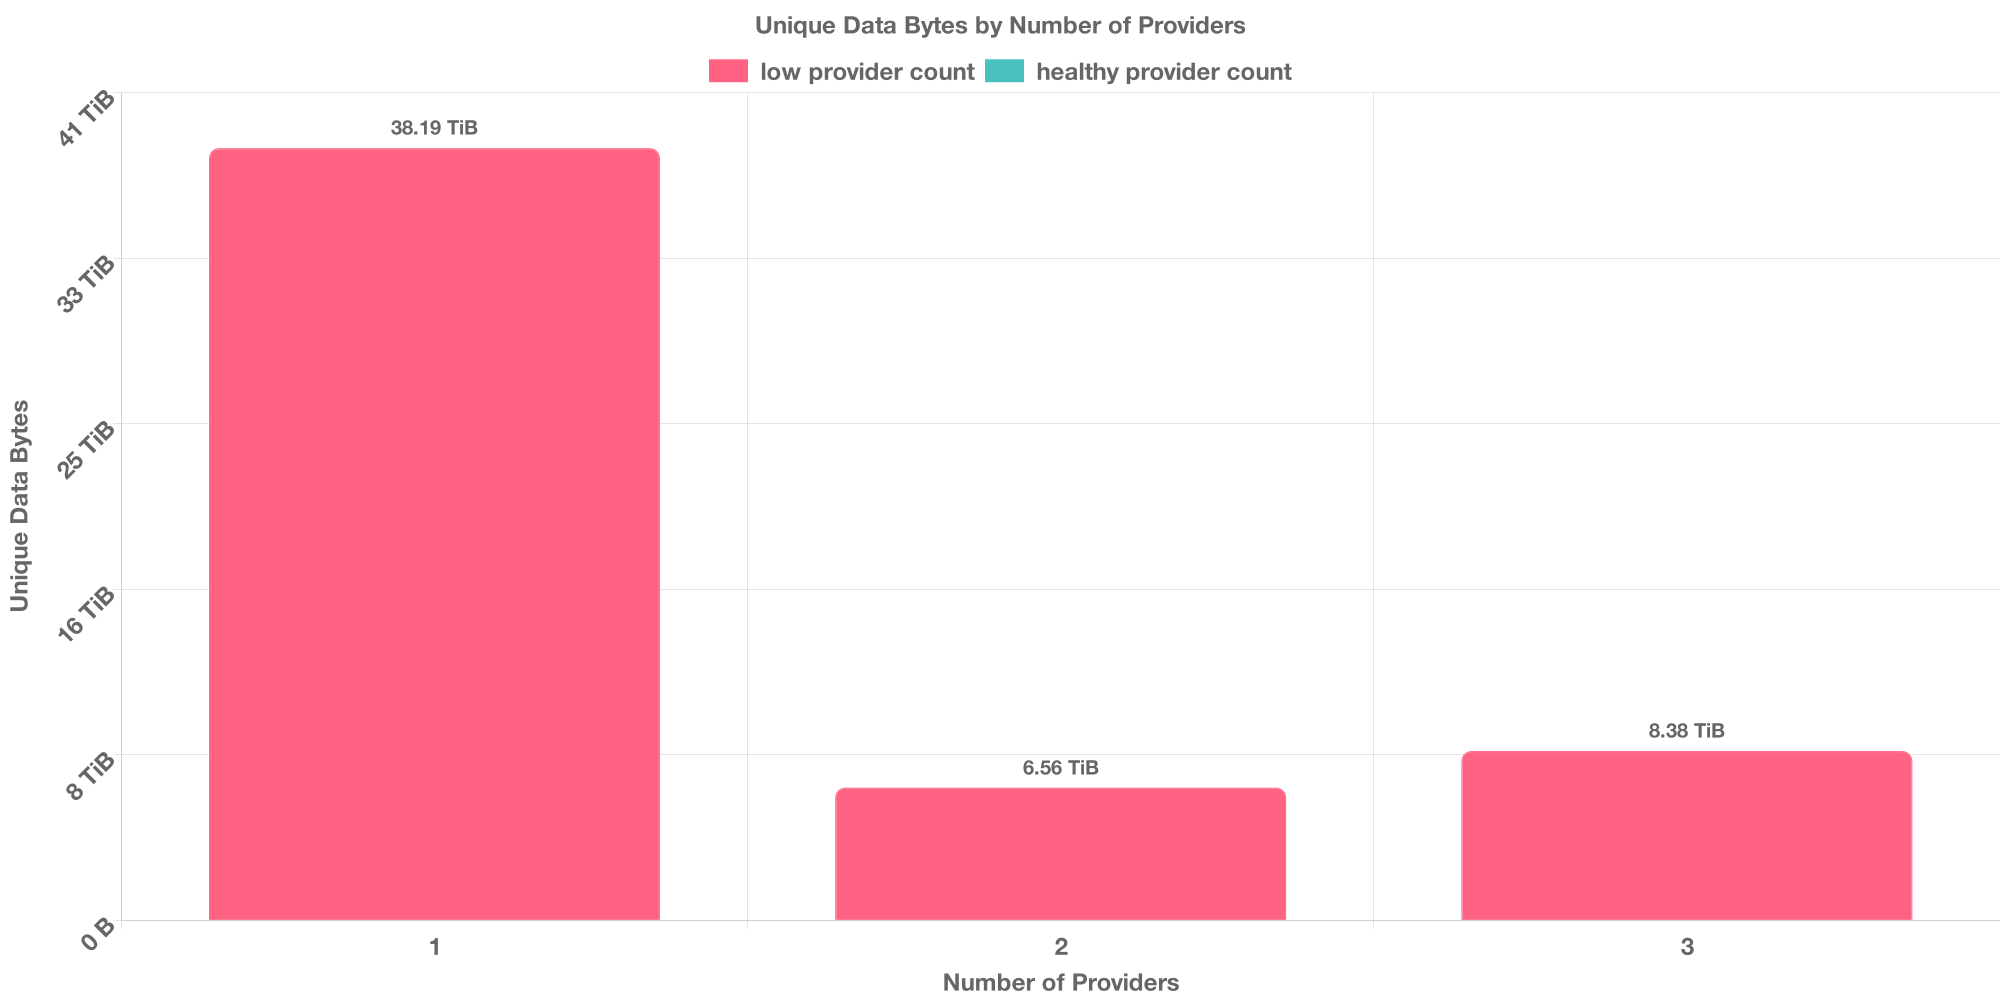 Unique Data Bytes by Number of Providers
low provider count healthy provider count
41 TiB
33 TiB
25 TiB
16 TiB
8 TiB
0 B
Unique Data Bytes
38.19 TiB
6.56 TiB
8.38 TiB
1 2 3
Number of Providers